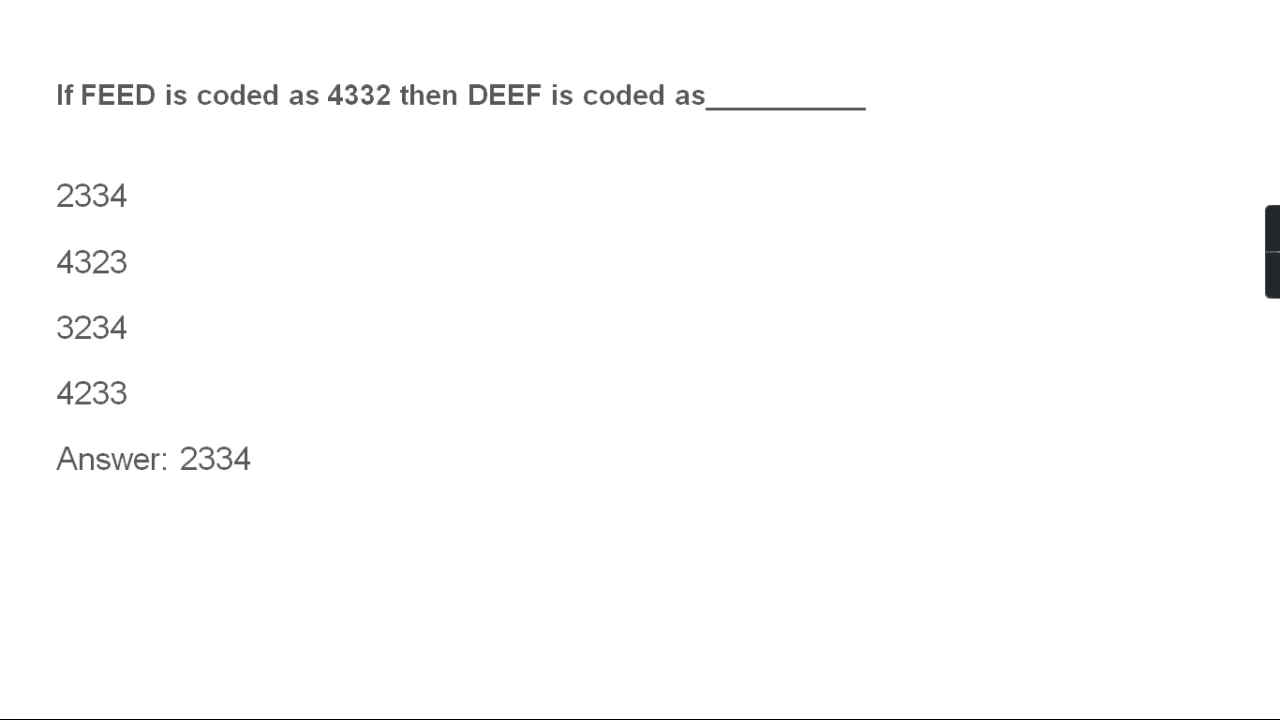 If FEED is coded as 4332 then DEEF is coded as__________
2334
4323
3234
4233
Answer: 2334